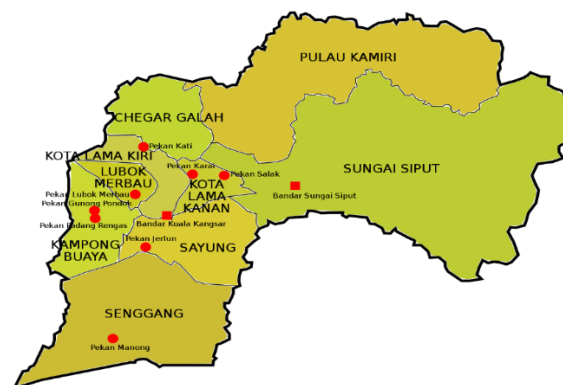 PULAU KAMIRI
CHEGAR GALAH
Pekan Kati
KOTA LAMA KIRI
LUBOK
MERBAU
Pekan Karai
Pekan Salak
SUNGAI SIPUT
KOTA
LAMA
KANAN
Bandar Sungai Siput
Pekan Lubok Merbau
Pekan Gunong Pondok
Pekan Padang Rengas
Bandar Kuala Kangsar
KAMPONG
BUAYA
Pekan Jerlun
SAYUNG
SENGGANG
Pekan Manong